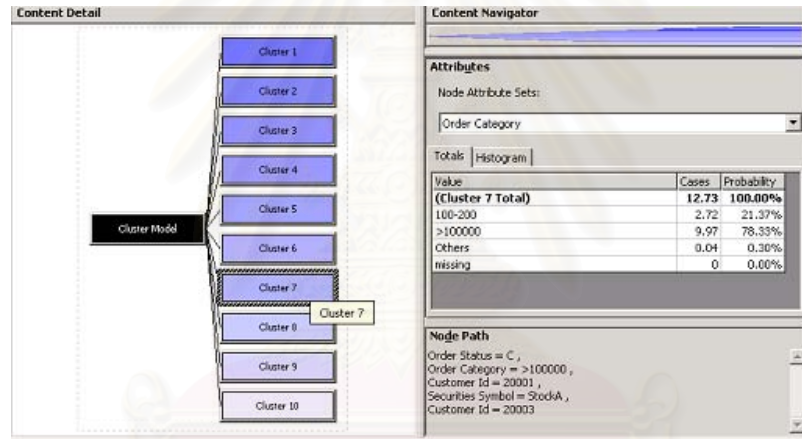 Content Detail
Cluster Model
Cluster 1
Cluster 2
Cluster 3
Cluster 4
Cluster 5
Cluster 6
Cluster 7
Cluster 7
Cluster 8
Cluster 9
Cluster 10
Content Navigator
Attributes
Node Attribute Sets:
Order Category
Totals Histogram
Value Cases Probability
(Cluster 7 Total) 12.73 100.00%
100-200 2.72 21.37%
>100000 9.97 78.33%
Others 0.04 0.30%
missing 0 0.00%
Node Path
Order Status = C ,
Order Category = >100000 ,
Customer Id = 20001 ,
Securities Symbol = StockA ,
Customer Id = 20003